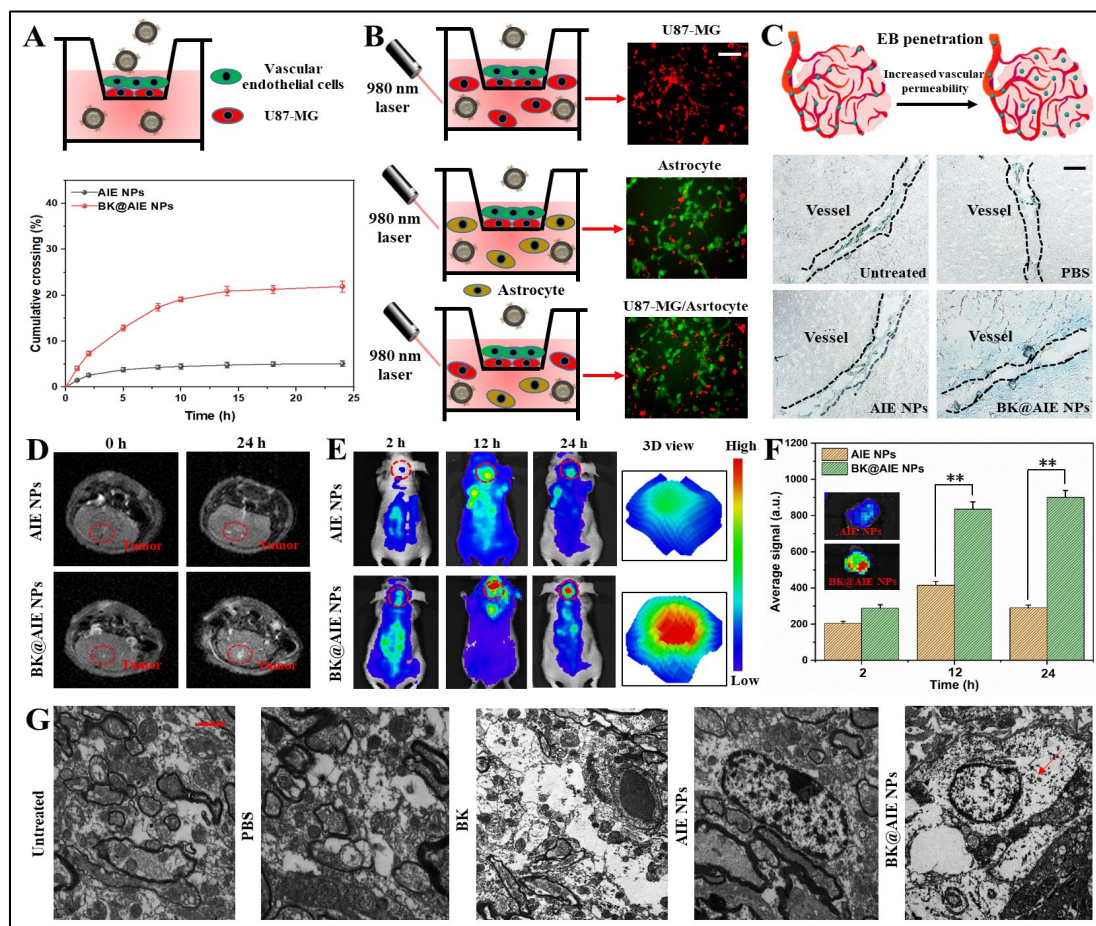 A
Vascular
endothelial cells
U87-MG
AIE NPs
BK@AIE NPs
Cumulative crossing (%)
40
30
20
10
0
0
5
10
15
20
25
Time (h)
B
980 nm
laser
U87-MG
980 nm
laser
Astrocyte
Astrocyte
980 nm
laser
U87-MG/Asrtocyte
C
EB penetration
Increased vascular
permeability
Vessel
Untreated
Vessel
PBS
Vessel
AIE NPs
Vessel
BK@AIE NPs
D
0 h
24 h
AIE NPs
Tumor
Tumor
BK@AIE NPs
Tumor
Tumor
E
2 h
12 h
24 h
3D view
High
AIE NPs
BK@AIE NPs
Low
F
AIE NPs
BK@AIE NPs
**
**
AIE NPs
BK@AIE NPs
Average signal (a.u.)
1200
1000
800
600
400
200
0
2
12
24
Time (h)
G
Untreated
PBS
BK
AIE NPs
BK@AIE NPs